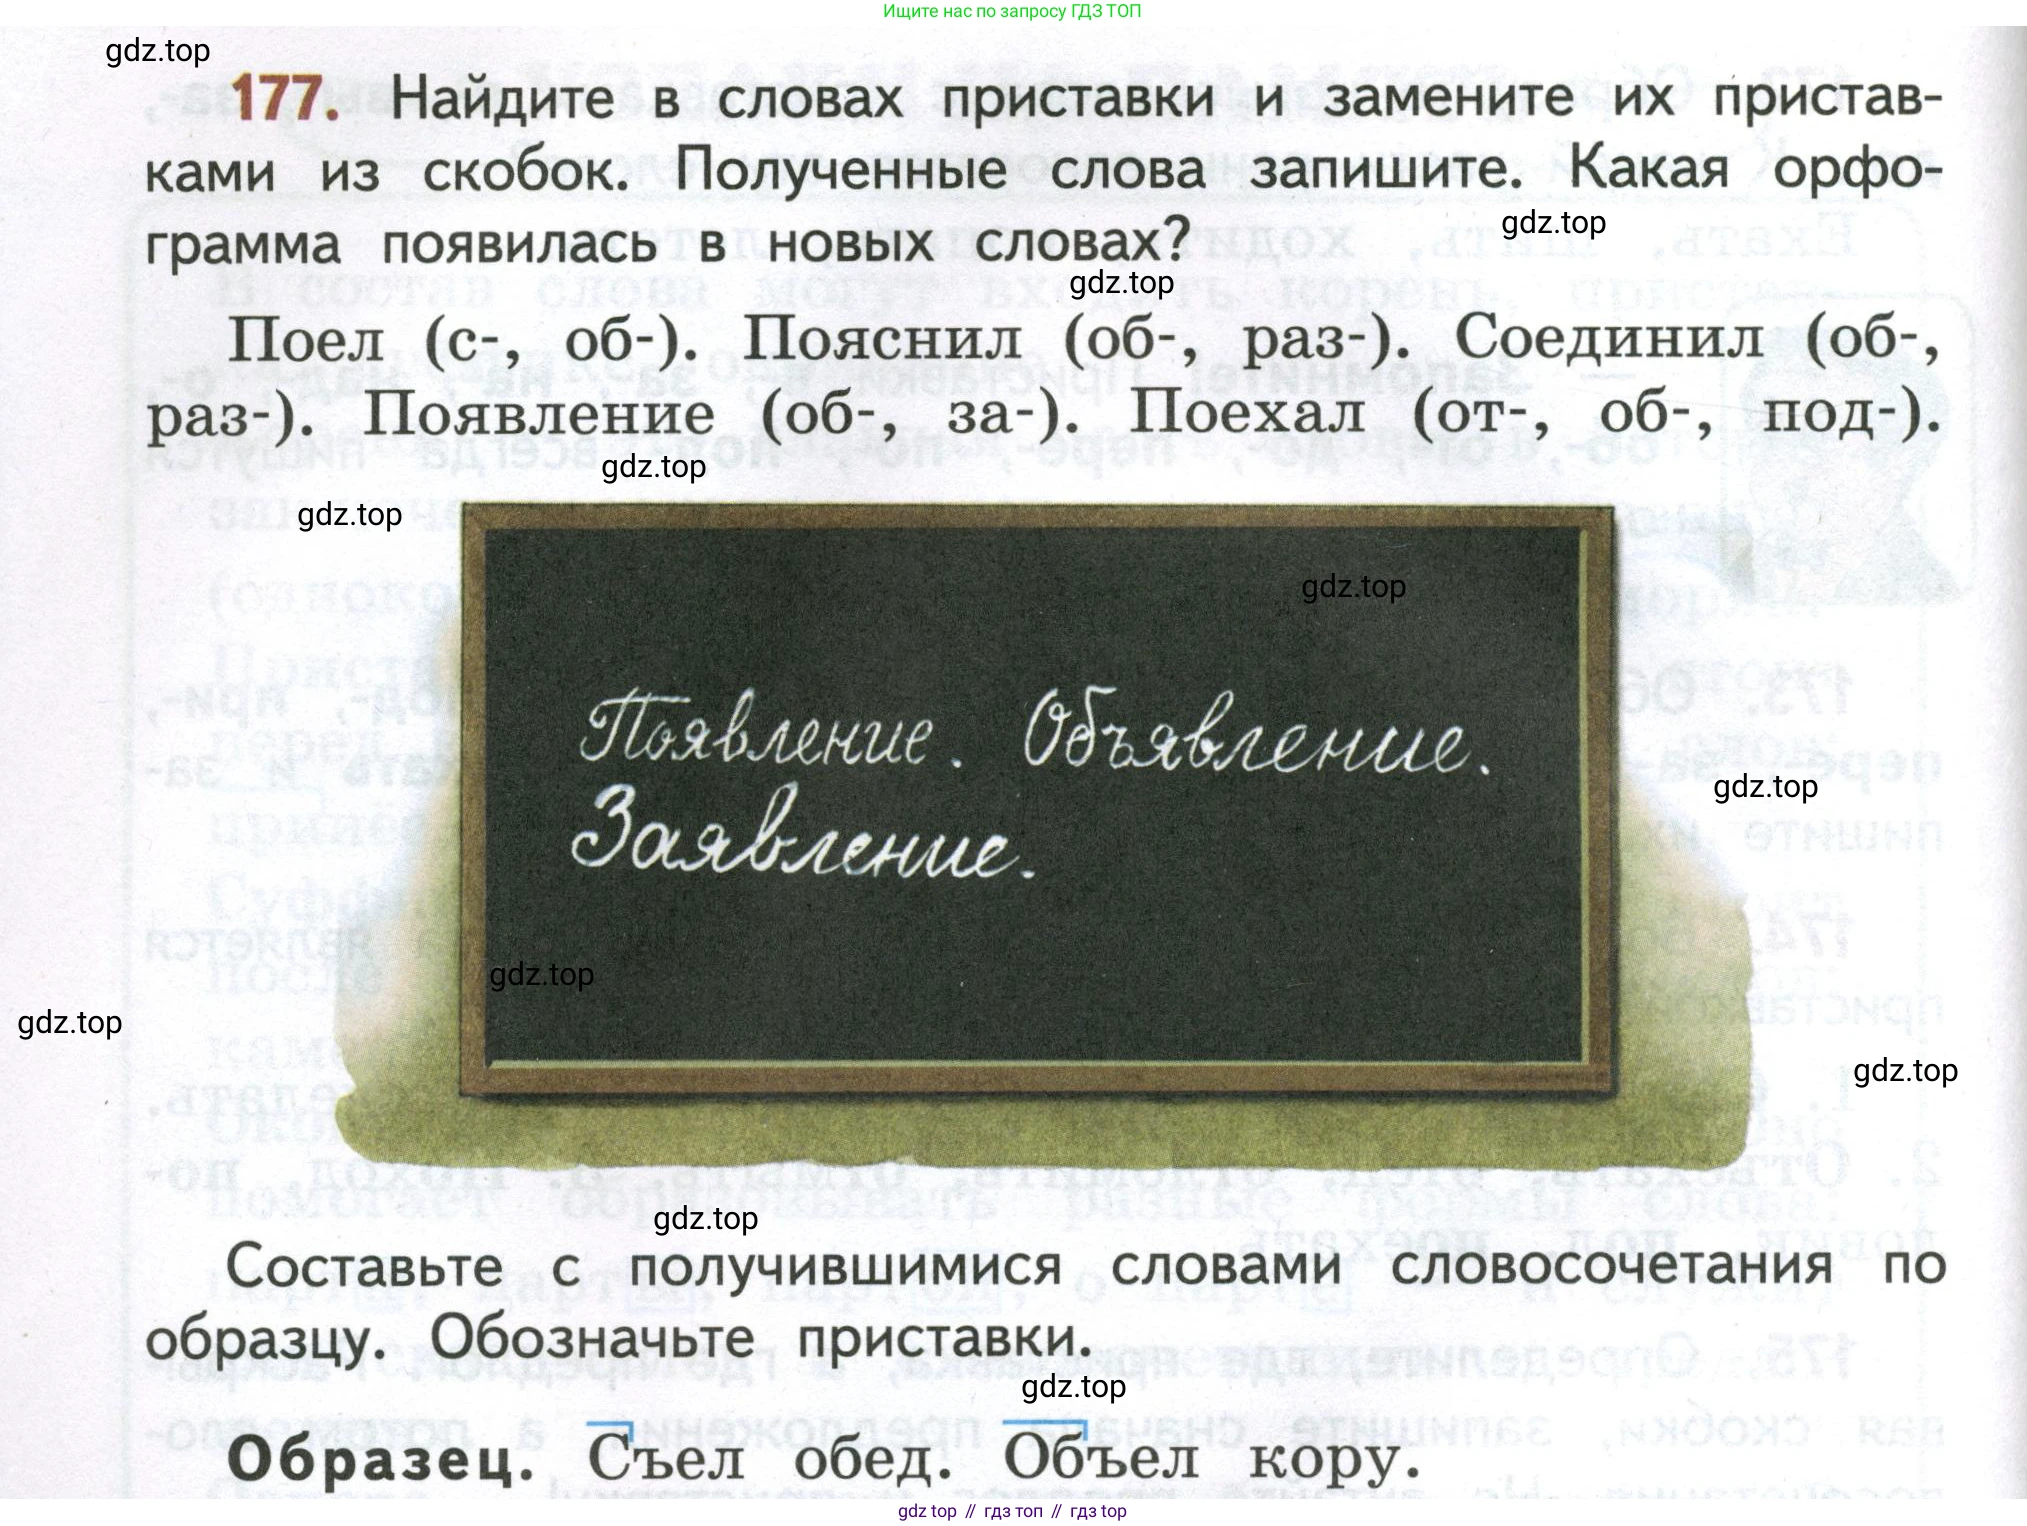 Ищите нас по запросу ГДЗ ТОП
gdz.top
177. Найдите в словах приставки и замените их пристав-
ками из скобок. Полученные слова запишите. Какая орфо-
gdz.top
грамма появилась в новых словах?
gdz.top
Поел (с-, об-). Пояснил (об-, раз-). Соединил (об-,
раз-). Появление (об-, за-). Поехал (от-, об-, под-).
gdz.top
gdz.top
gdz.top
Появление. Объявление.
gdz.top
Заявление.
gdz.top
gdz.top
gdz.top
gdz.top
Составьте с получившимися словами словосочетания по
образцу. Обозначьте приставки.
gdz.top
Образец. Съел обед. Объел кору.
gdz top // гдз топ // гдз top